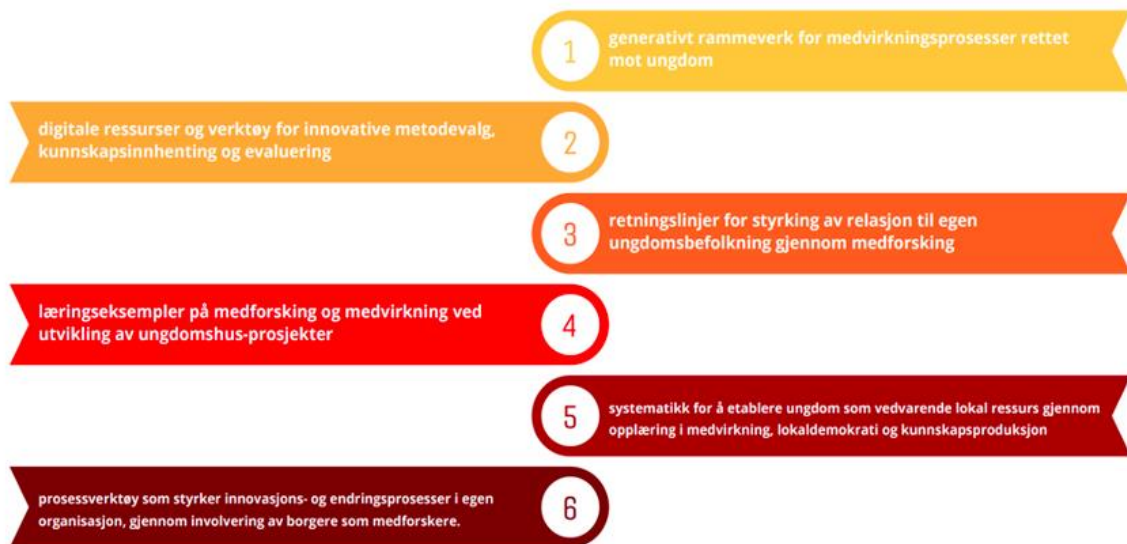 1
generativt rammeverk for medvirkningsprosesser rettet
mot ungdom
digitale ressurser og verktøy for innovative metodevalg,
kunnskapsinnhenting og evaluering
2
3
retningslinjer for styrking av relasjon til egen
ungdomsbefolkning gjennom medforsking
læringseksempler på medforsking og medvirkning ved
utvikling av ungdomshus-prosjekter
4
5
systematikk for å etablere ungdom som vedvarende lokal ressurs gjennom
opplæring i medvirkning, lokaldemokrati og kunnskapsproduksjon
prosessverktøy som styrker innovasjons- og endringsprosesser i egen
organisasjon, gjennom involvering av borgere som medforskere.
6